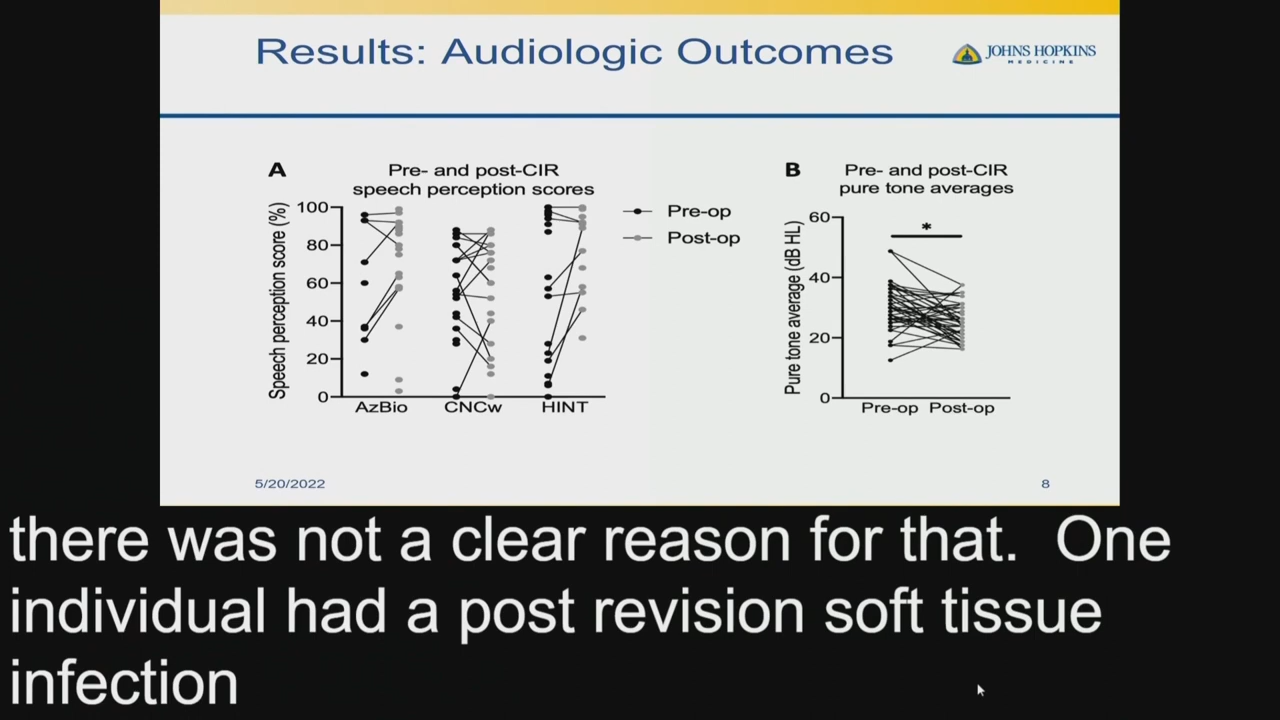 Results: Audiologic Outcomes
JOHNS HOPKINS
MEDICINE
A
Pre- and post-CIR
speech perception scores
Speech perception score (%)
100
80
60
40
20
0
AzBio
CNCw
HINT
Pre-op
Post-op
B
Pre- and post-CIR
pure tone averages
Pure tone average (dB HL)
60
40
20
0
*
Pre-op
Post-op
5/20/2022
8
there was not a clear reason for that. One
individual had a post revision soft tissue
infection